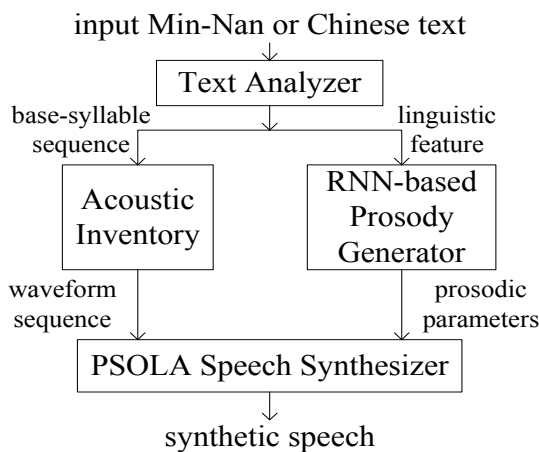 input Min-Nan or Chinese text
Text Analyzer
base-syllable
sequence
linguistic
feature
Acoustic
Inventory
RNN-based
Prosody
Generator
waveform
sequence
prosodic
parameters
PSOLA Speech Synthesizer
synthetic speech